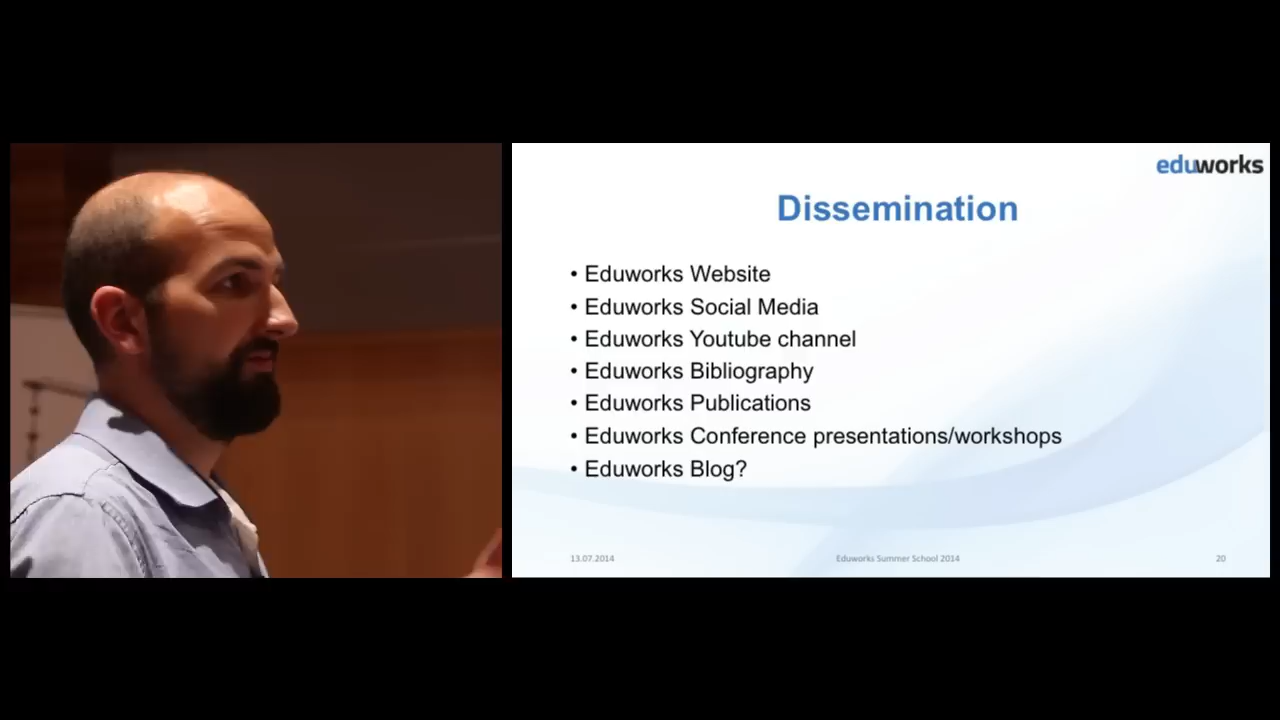 eduworks
Dissemination
• Eduworks Website
• Eduworks Social Media
• Eduworks Youtube channel
• Eduworks Bibliography
• Eduworks Publications
• Eduworks Conference presentations/workshops
• Eduworks Blog?
13.07.2014
Eduworks Summer School 2014
20